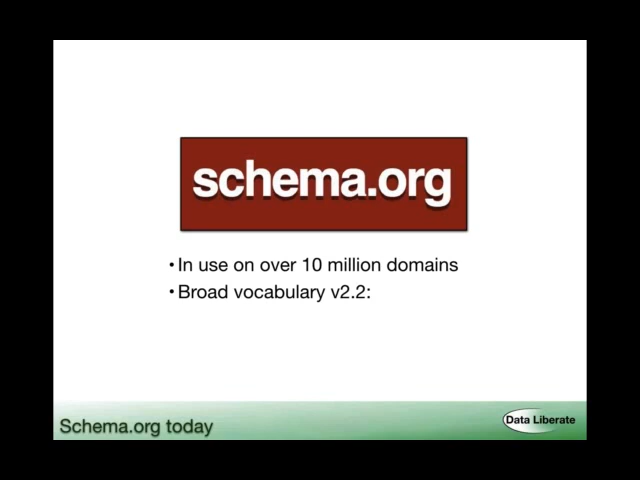 schema.org
• In use on over 10 million domains
• Broad vocabulary v2.2:
Schema.org today
Data Liberate